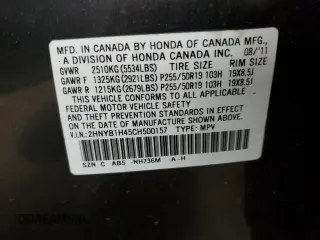 MFD. IN CANADA BY HONDA OF CANADA MFG.,
A DIVISION OF HONDA CANADA INC. 08/11
GVWR 2510KG(5534LBS) TIRE SIZE RIM SIZE
GAWR F 1325KG(2921LBS) P255/50R19 103H 19X8.5J
GAWR R 1215KG(2679LBS) P255/50R19 103H 19X8.5J
THIS VEHICLE CONFORMS TO ALL APPLICABLE
FEDERAL MOTOR VEHICLE SAFETY AND
THEFT PREVENTION STANDARDS IN EFFECT ON
THE DATE OF MANUFACTURE SHOWN ABOVE.
V.I.N.: 2HNYB1H45CH500157 TYPE: MPV
SZN C AB5 NH736M A-H